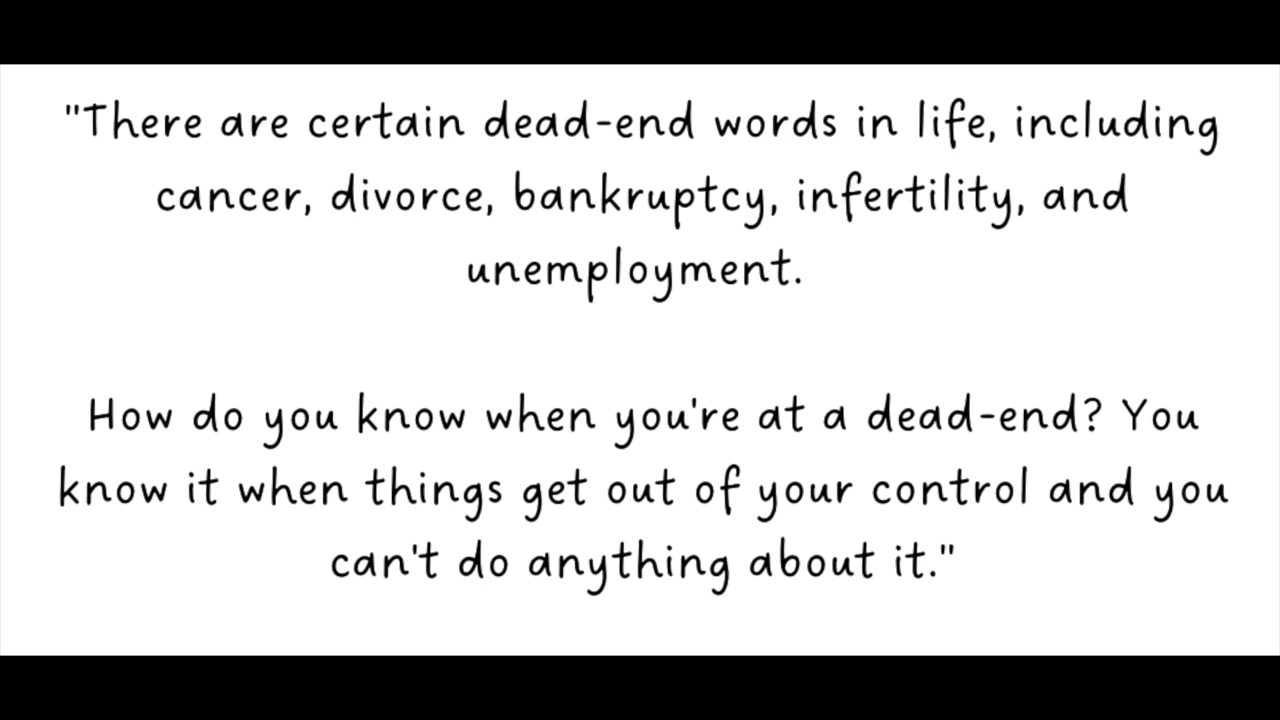 "There are certain dead-end words in life, including
cancer, divorce, bankruptcy, infertility, and
unemployment.
How do you know when you're at a dead-end? You
know it when things get out of your control and you
can't do anything about it."